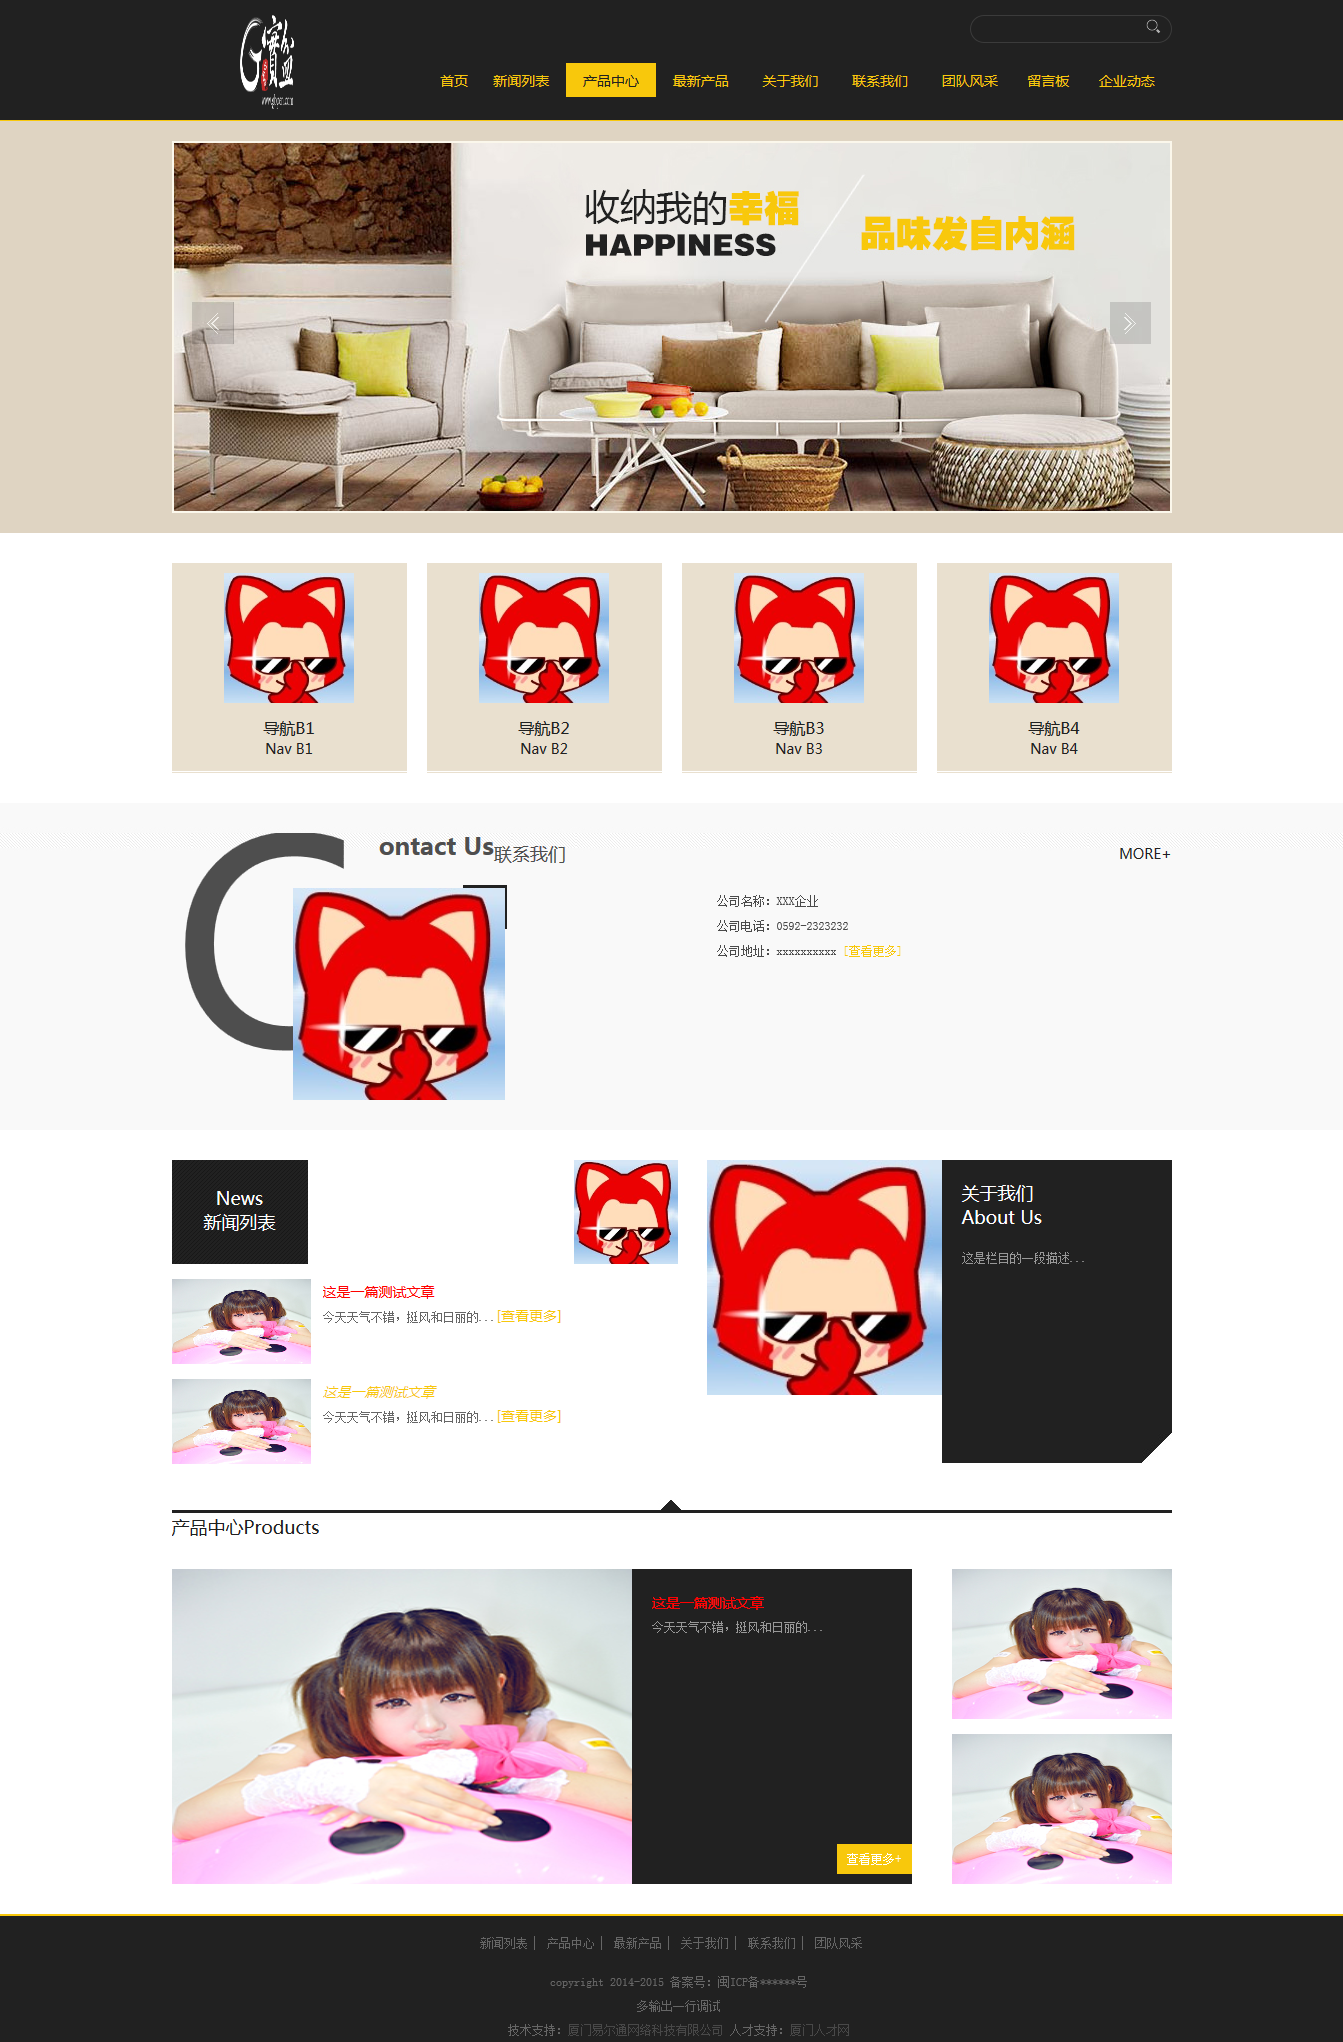 首页 新闻列表 产品中心 最新产品 关于我们 联系我们 团队风采 留言板 企业动态
收纳我的幸福
HAPPINESS
品味发自内涵
导航B1
Nav B1
导航B2
Nav B2
导航B3
Nav B3
导航B4
Nav B4
Contact Us联系我们
MORE+
公司名称：XXX企业
公司电话：0592-2323232
公司地址：xxxxxxxxxx [查看更多]
News
新闻列表
这是一篇测试文章
今天天气不错，挺风和日丽的...[查看更多]
这是一篇测试文章
今天天气不错，挺风和日丽的...[查看更多]
关于我们
About Us
这是栏目的一段描述...
产品中心Products
这是一篇测试文章
今天天气不错，挺风和日丽的...
查看更多+
新闻列表 | 产品中心 | 最新产品 | 关于我们 | 联系我们 | 团队风采
copyright 2014-2015 备案号：闽ICP备******号
多输出一行调试
技术支持：厦门易尔通网络科技有限公司 人才支持：厦门人才网